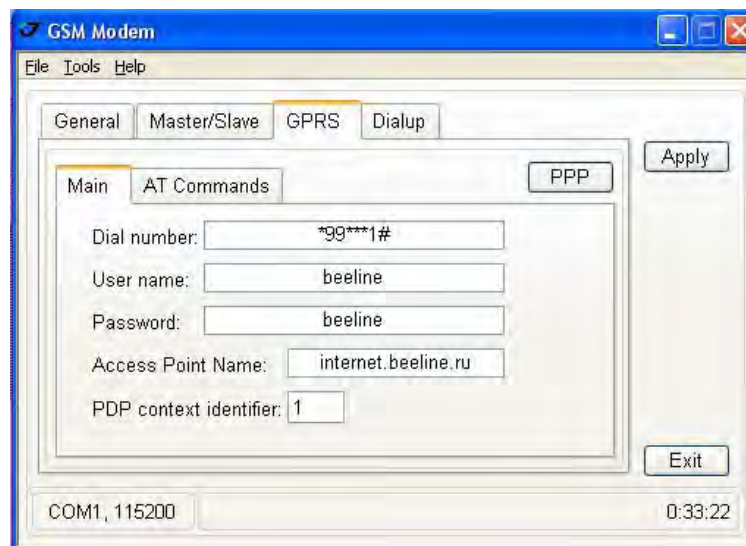 GSM Modem
File Tools Help
General Master/Slave GPRS Dialup
Apply
Main AT Commands PPP
Dial number: *99***1#
User name: beeline
Password: beeline
Access Point Name: internet.beeline.ru
PDP context identifier: 1
Exit
COM1, 115200 0:33:22